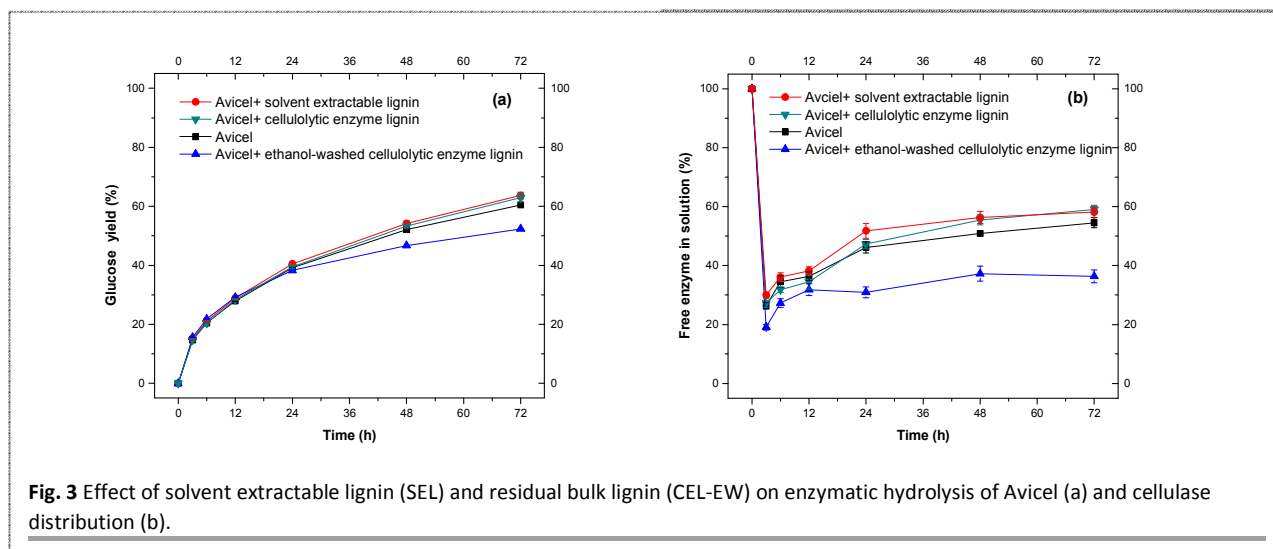 0 12 24 36 48 60 72
100
80
60
40
20
0
Glucose yield (%)
Avicel+ solvent extractable lignin
Avicel+ cellulolytic enzyme lignin
Avicel
Avicel+ ethanol-washed cellulolytic enzyme lignin
(a)
100
80
60
40
20
0
0 12 24 36 48 60 72
Time (h)
0 12 24 36 48 60 72
100
80
60
40
20
0
Free enzyme in solution (%)
Avciel+ solvent extractable lignin
Avicel+ cellulolytic enzyme lignin
Avicel
Avicel+ ethanol-washed cellulolytic enzyme lignin
(b)
100
80
60
40
20
0
0 12 24 36 48 60 72
Time (h)
Fig. 3 Effect of solvent extractable lignin (SEL) and residual bulk lignin (CEL-EW) on enzymatic hydrolysis of Avicel (a) and cellulase
distribution (b).